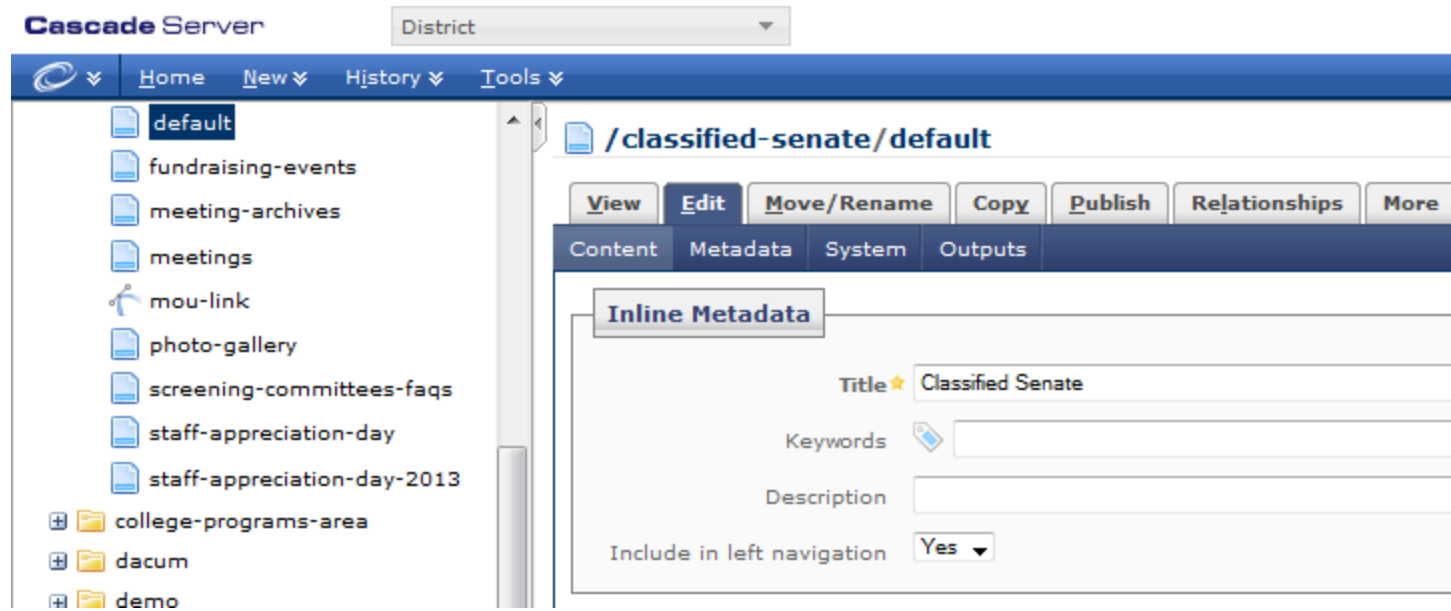 Cascade Server
District
Home New History Tools
default
fundraising-events
meeting-archives
meetings
mou-link
photo-gallery
screening-committees-faqs
staff-appreciation-day
staff-appreciation-day-2013
college-programs-area
dacum
demo
/classified-senate/default
View Edit Move/Rename Copy Publish Relationships More
Content Metadata System Outputs
Inline Metadata
Title Classified Senate
Keywords
Description
Include in left navigation Yes